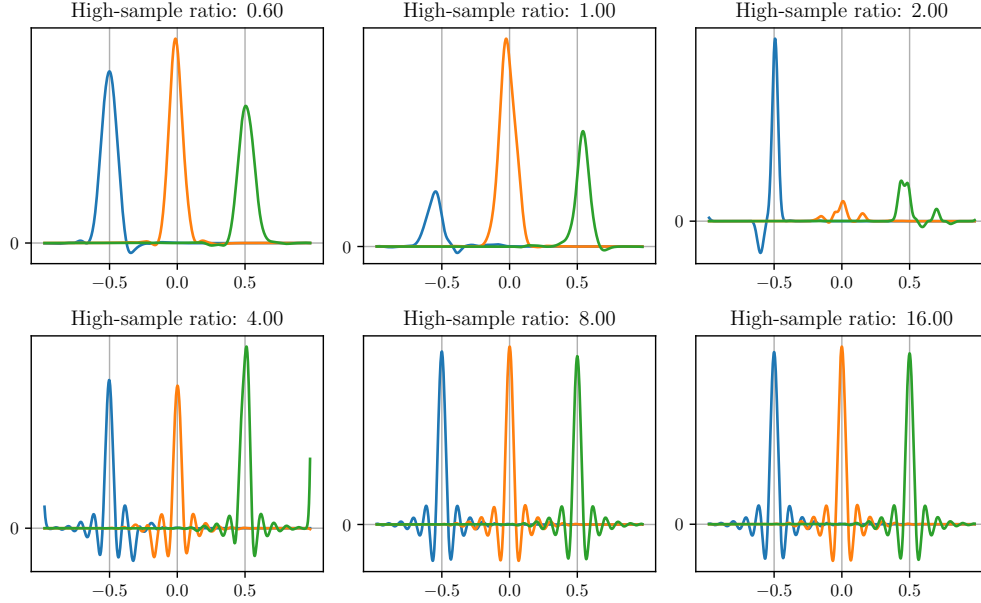 High-sample ratio: 0.60
High-sample ratio: 1.00
High-sample ratio: 2.00
0
0
0
−0.5 0.0 0.5
−0.5 0.0 0.5
−0.5 0.0 0.5
High-sample ratio: 4.00
High-sample ratio: 8.00
High-sample ratio: 16.00
0
0
0
−0.5 0.0 0.5
−0.5 0.0 0.5
−0.5 0.0 0.5